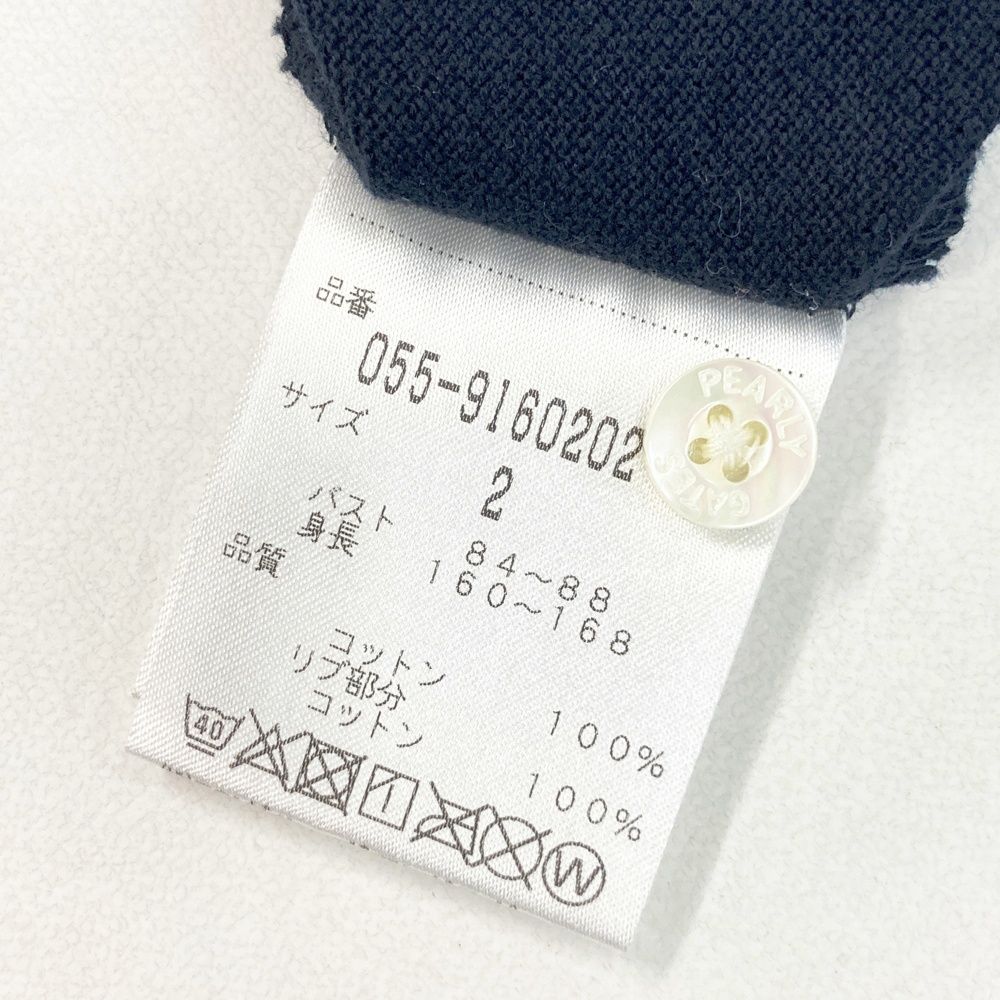 品番
055-9160202
サイズ
2
バスト 84～88
身長 160～168
品質
コットン 100%
リブ部分
コットン 100%
40
W
PEARLY
GATES